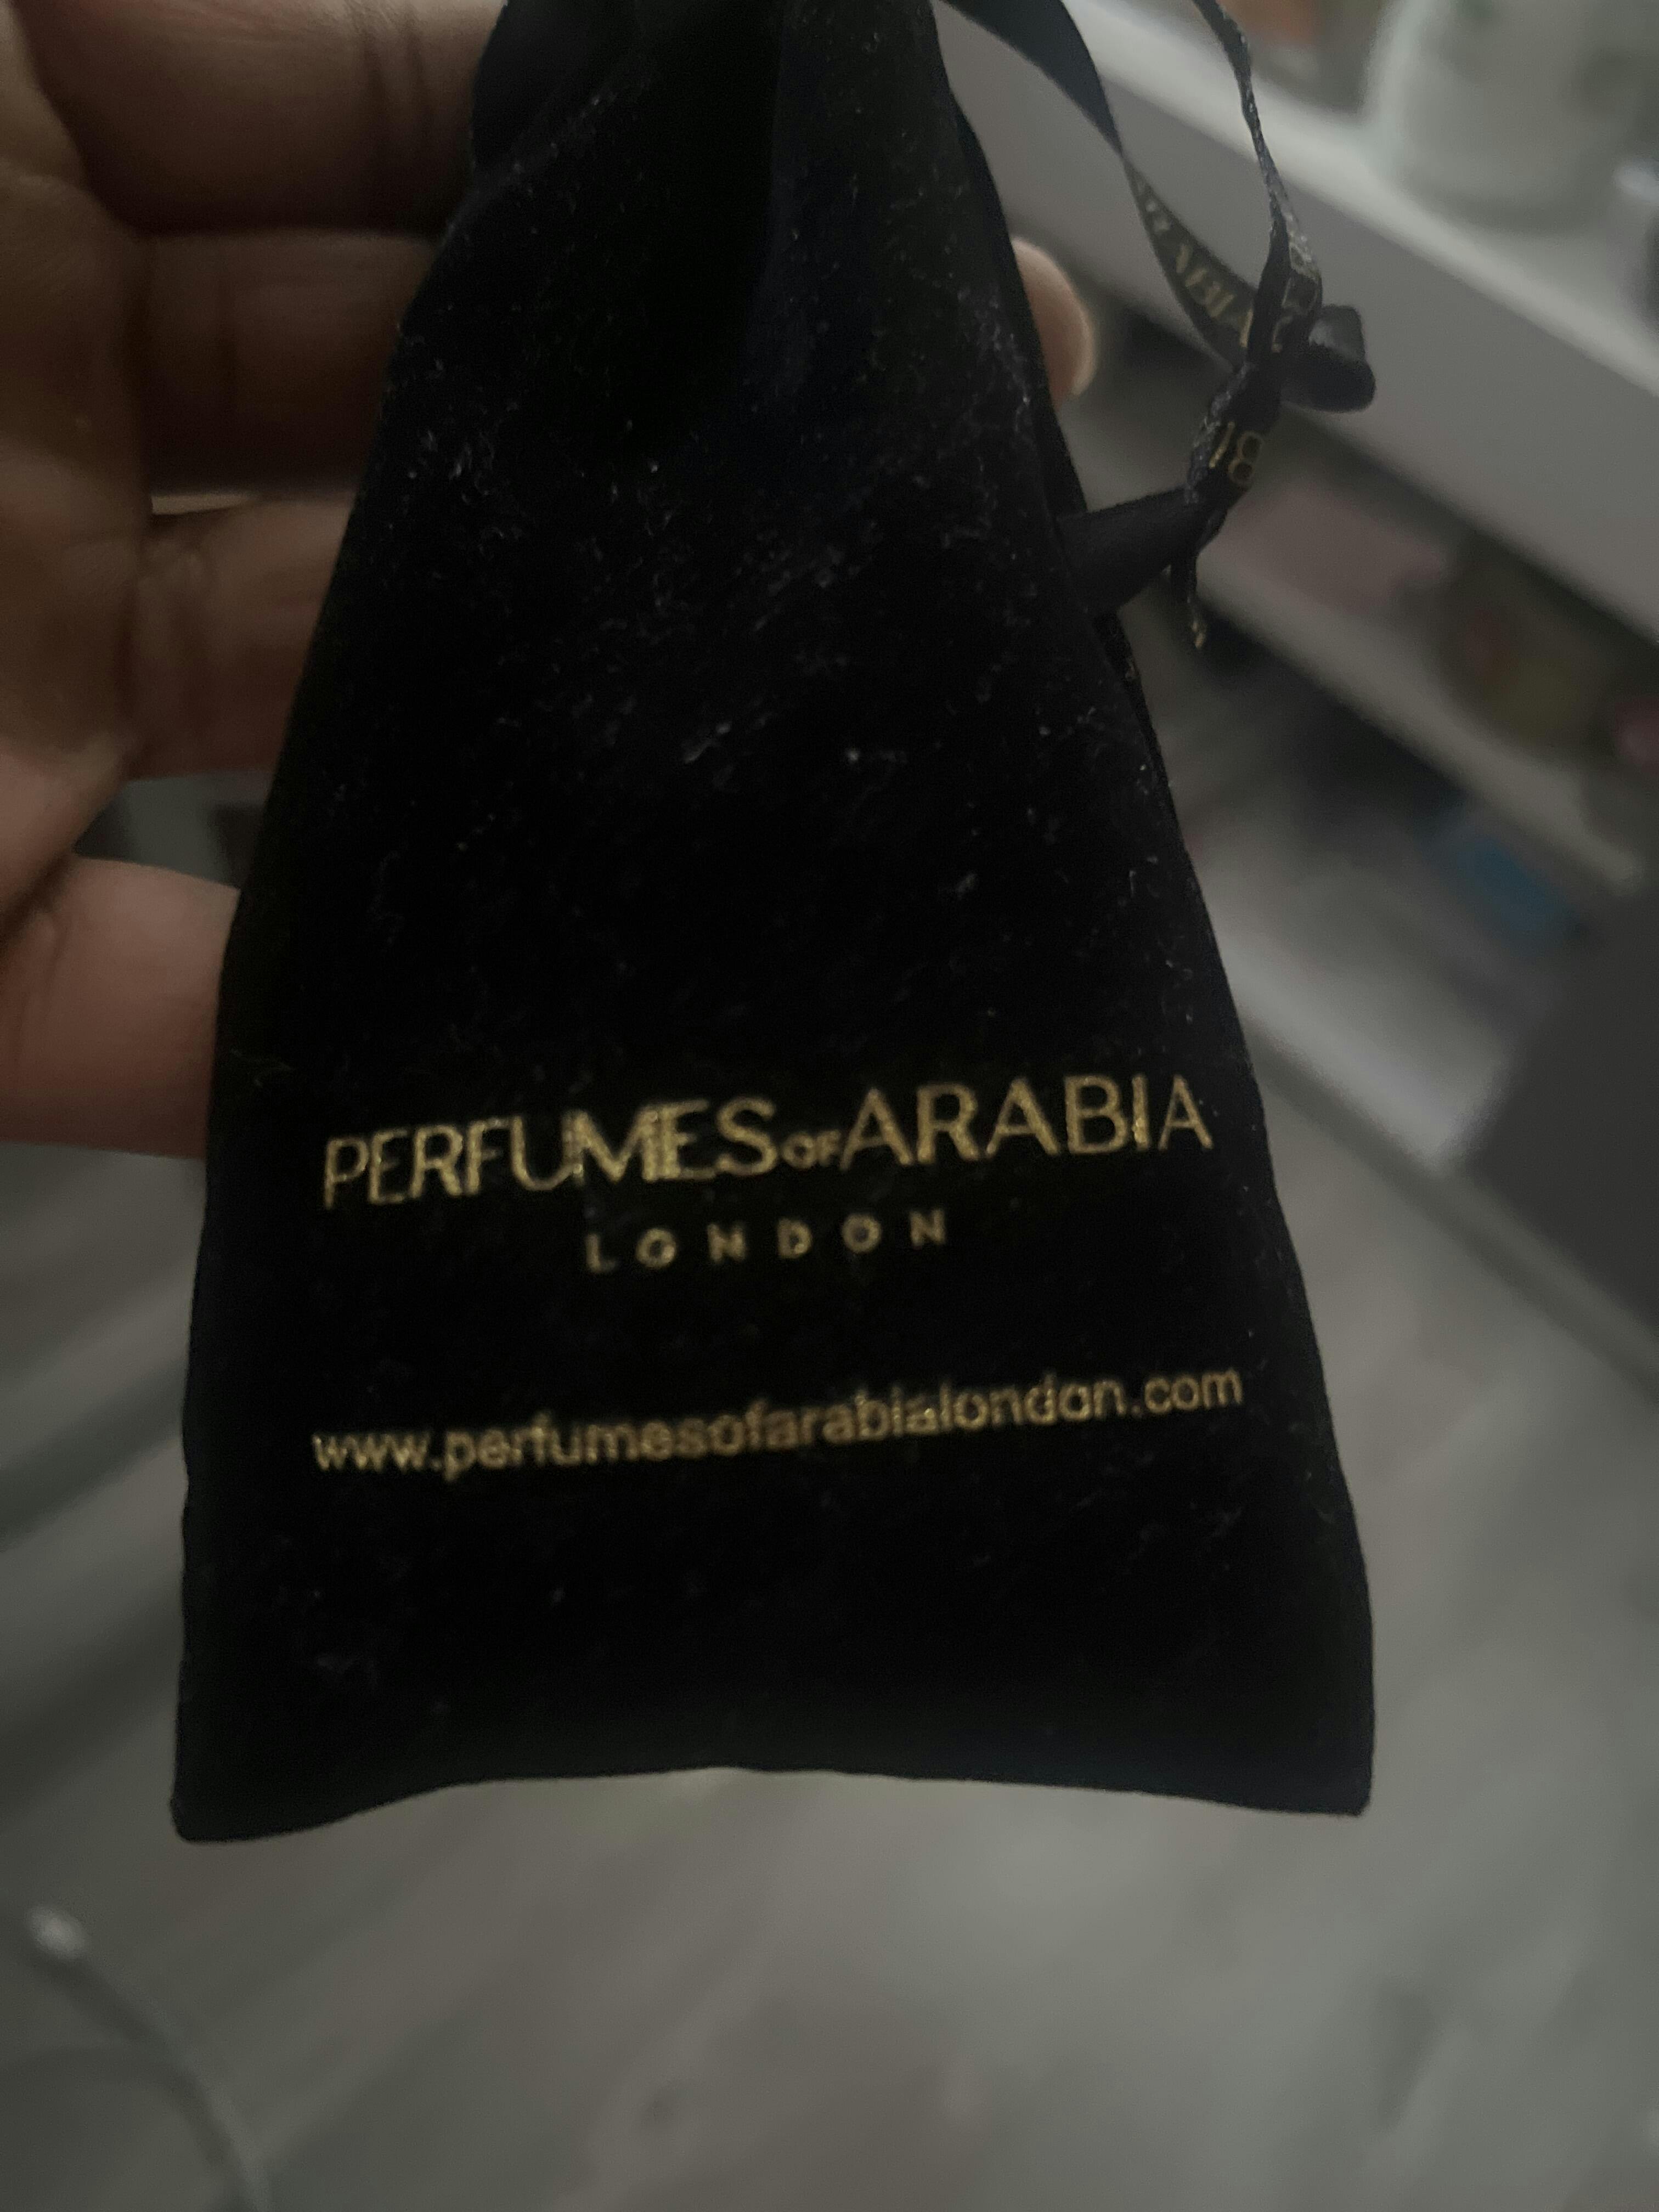 PERFUMES OF ARABIA
LONDON
www.perfumesofarabialondon.com